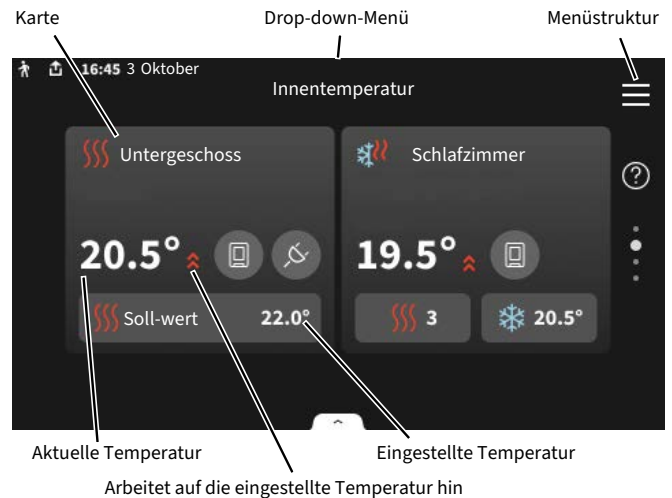 Karte Drop-down-Menü Menüstruktur
16:45 3 Oktober
Innentemperatur
Untergeschoss Schlafzimmer
?
20.5° 19.5°
Soll-wert 22.0° 3 20.5°
Aktuelle Temperatur Eingestellte Temperatur
Arbeitet auf die eingestellte Temperatur hin